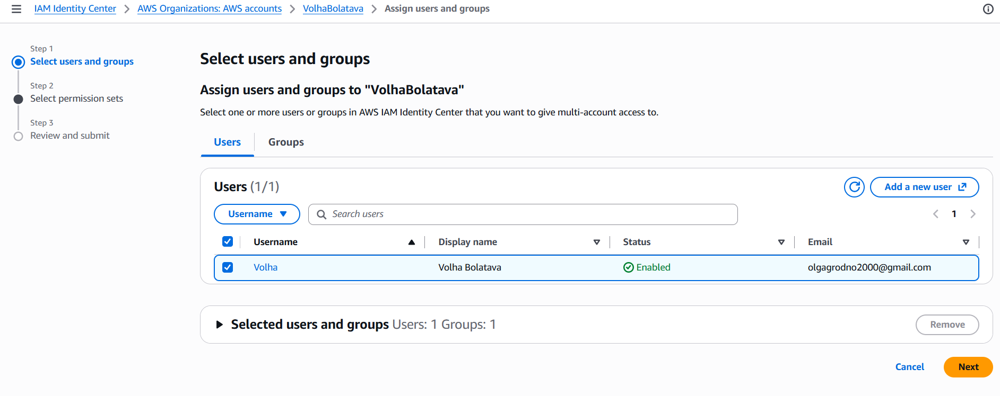 IAM Identity Center > AWS Organizations: AWS accounts > VolhaBolatava > Assign users and groups
Step 1
Select users and groups
Step 2
Select permission sets
Step 3
Review and submit
Select users and groups
Assign users and groups to "VolhaBolatava"
Select one or more users or groups in AWS IAM Identity Center that you want to give multi-account access to.
Users Groups
Users (1/1) Add a new user
Username Search users 1
Username Display name Status Email
Volha Volha Bolatava Enabled olgagrodno2000@gmail.com
Selected users and groups Users: 1 Groups: 1 Remove
Cancel Next